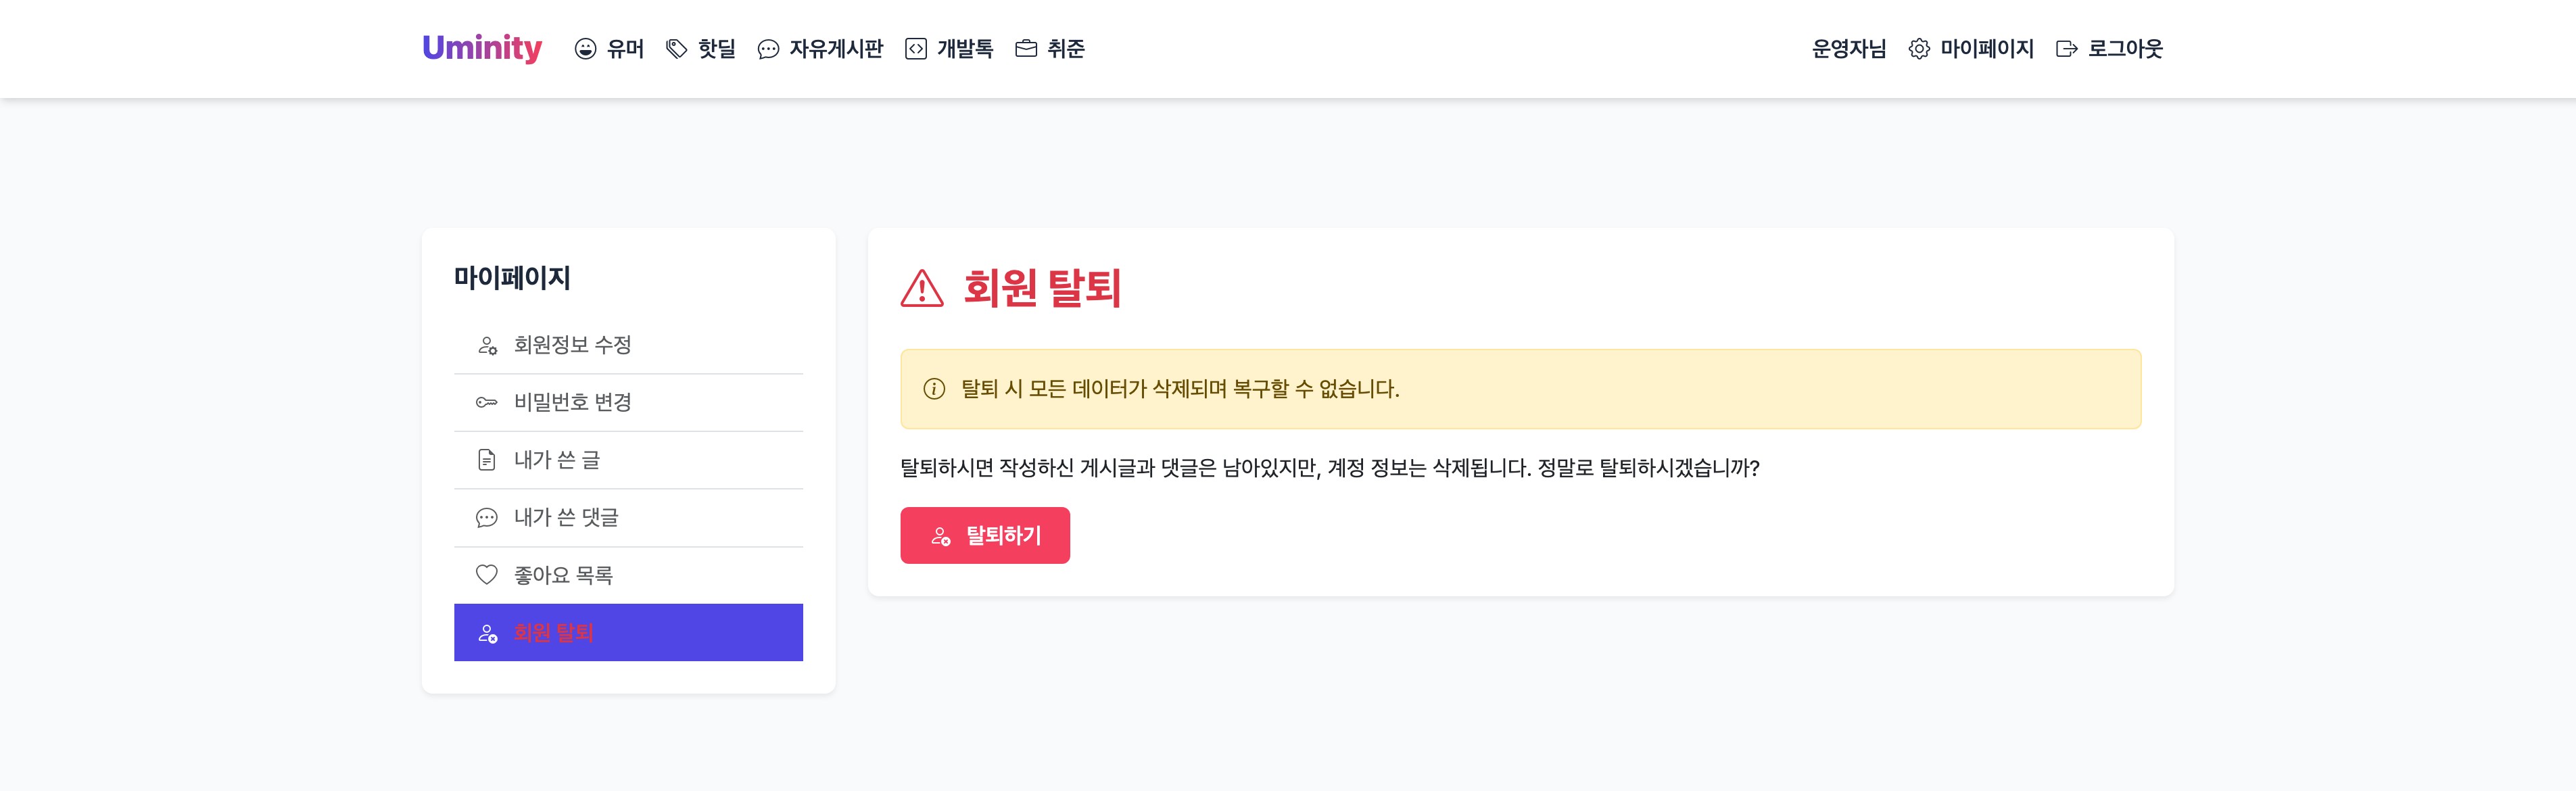 Uminity 유머 핫딜 자유게시판 개발톡 취준 운영자님 마이페이지 로그아웃
마이페이지
회원정보 수정
비밀번호 변경
내가 쓴 글
내가 쓴 댓글
좋아요 목록
회원 탈퇴
회원 탈퇴
탈퇴 시 모든 데이터가 삭제되며 복구할 수 없습니다.
탈퇴하시면 작성하신 게시글과 댓글은 남아있지만, 계정 정보는 삭제됩니다. 정말로 탈퇴하시겠습니까?
탈퇴하기